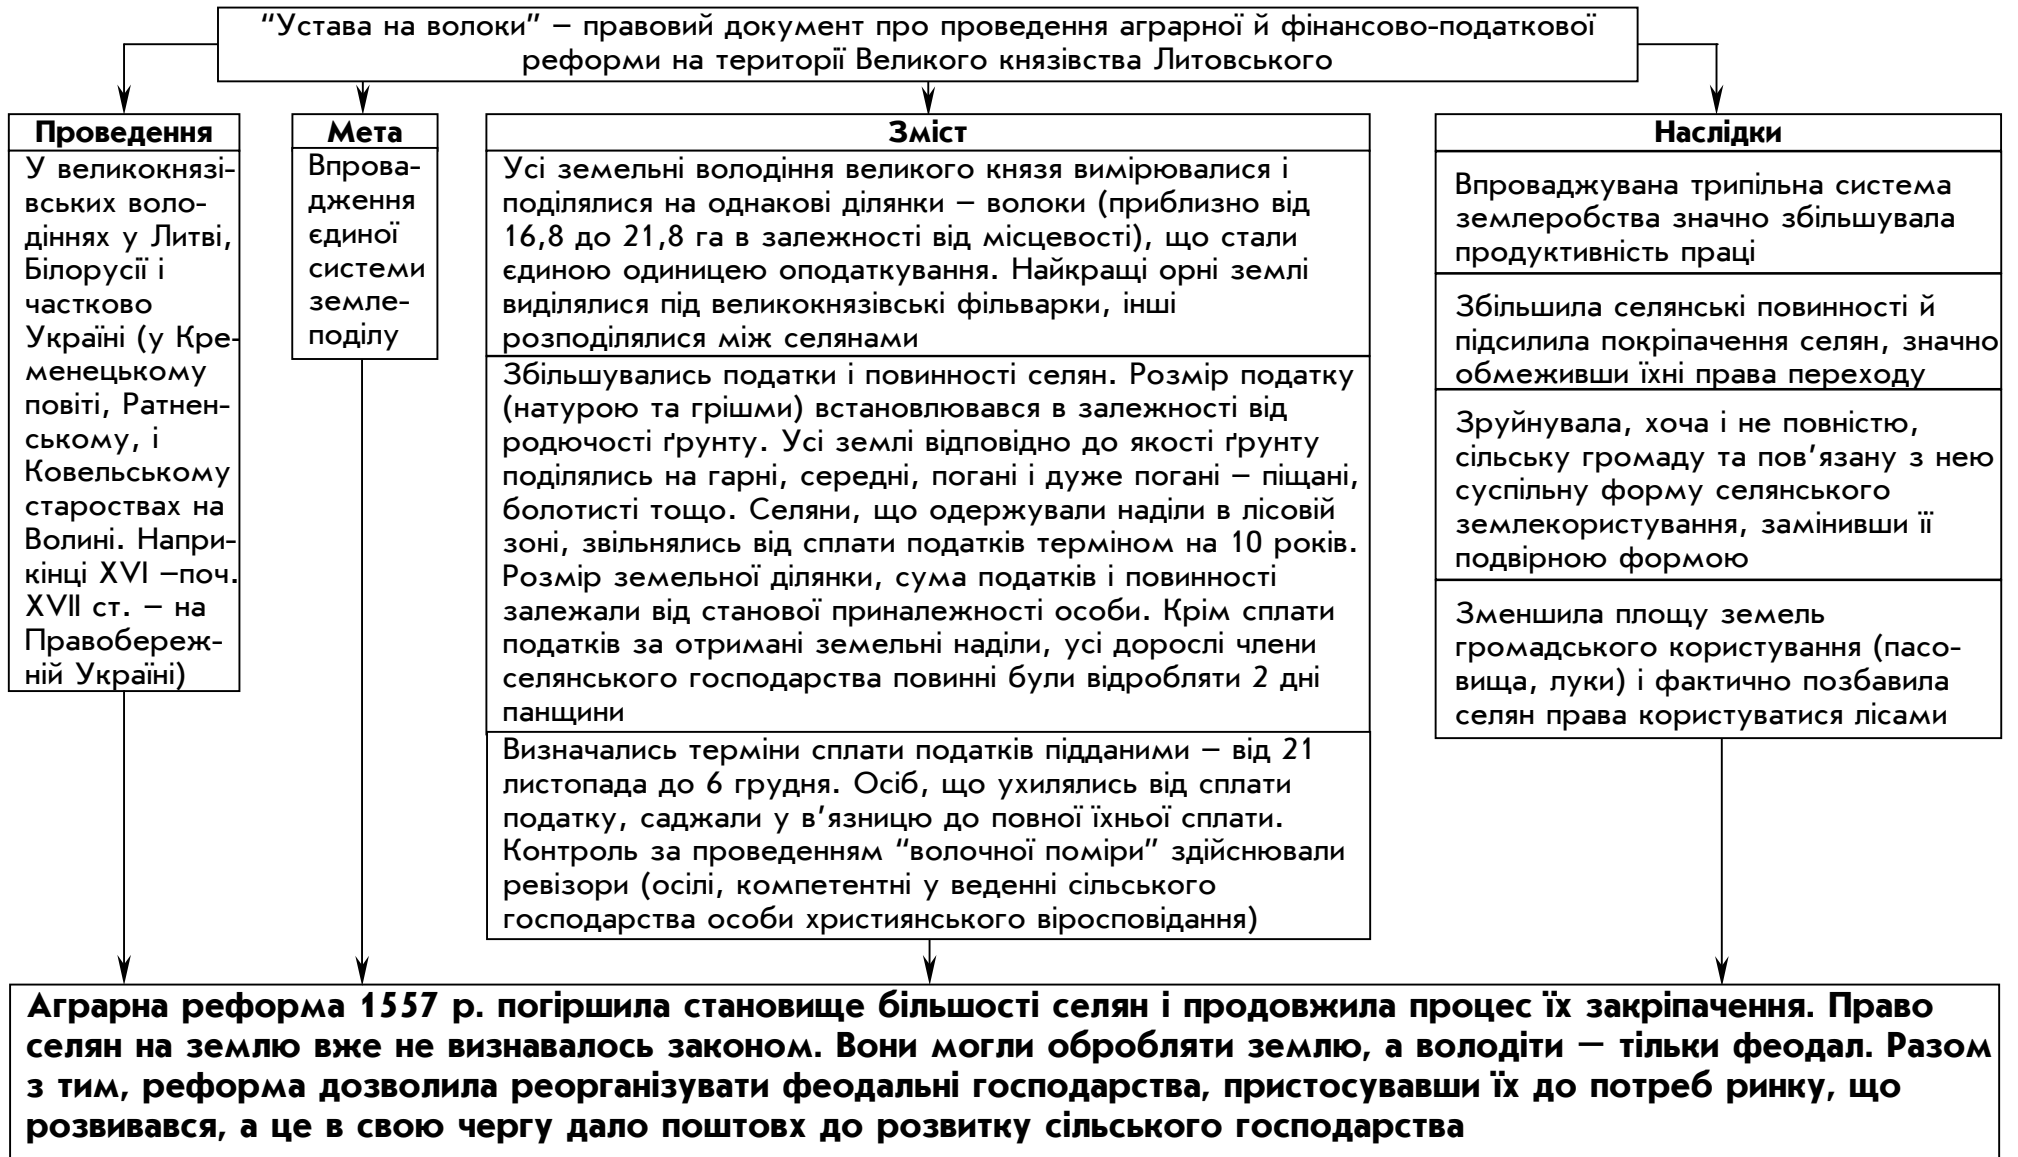 “Устава на волоки” – правовий документ про проведення аграрної й фінансово-податкової
реформи на території Великого князівства Литовського
Проведення
У великокнязі-
вських воло-
діннях у Литві,
Білорусії і
частково
Україні (у Кре-
менецькому
повіті, Ратнен-
ському, і
Ковельському
староствах на
Волині. Напри-
кінці XVI –поч.
XVII ст. – на
Правобереж-
ній Україні)
Мета
Впрова-
дження
єдиної
системи
земле-
поділу
Зміст
Усі земельні володіння великого князя вимірювалися і
поділялися на однакові ділянки – волоки (приблизно від
16,8 до 21,8 га в залежності від місцевості), що стали
єдиною одиницею оподаткування. Найкращі орні землі
виділялися під великокнязівські фільварки, інші
розподілялися між селянами
Збільшувались податки і повинності селян. Розмір податку
(натурою та грішми) встановлювався в залежності від
родючості ґрунту. Усі землі відповідно до якості ґрунту
поділялись на гарні, середні, погані і дуже погані – піщані,
болотисті тощо. Селяни, що одержували наділи в лісовій
зоні, звільнялись від сплати податків терміном на 10 років.
Розмір земельної ділянки, сума податків і повинності
залежали від станової приналежності особи. Крім сплати
податків за отримані земельні наділи, усі дорослі члени
селянського господарства повинні були відробляти 2 дні
панщини
Визначались терміни сплати податків підданими – від 21
листопада до 6 грудня. Осіб, що ухилялись від сплати
податку, саджали у в’язницю до повної їхньої сплати.
Контроль за проведенням “волочної поміри” здійснювали
ревізори (осілі, компетентні у веденні сільського
господарства особи християнського віросповідання)
Наслідки
Впроваджувана трипільна система
землеробства значно збільшувала
продуктивність праці
Збільшила селянські повинності й
підсилила покріпачення селян, значно
обмеживши їхні права переходу
Зруйнувала, хоча і не повністю,
сільську громаду та пов’язану з нею
суспільну форму селянського
землекористування, замінивши її
подвірною формою
Зменшила площу земель
громадського користування (пасо-
вища, луки) і фактично позбавила
селян права користуватися лісами
Аграрна реформа 1557 р. погіршила становище більшості селян і продовжила процес їх закріпачення. Право
селян на землю вже не визнавалось законом. Вони могли обробляти землю, а володіти – тільки феодал. Разом
з тим, реформа дозволила реорганізувати феодальні господарства, пристосувавши їх до потреб ринку, що
розвивався, а це в свою чергу дало поштовх до розвитку сільського господарства